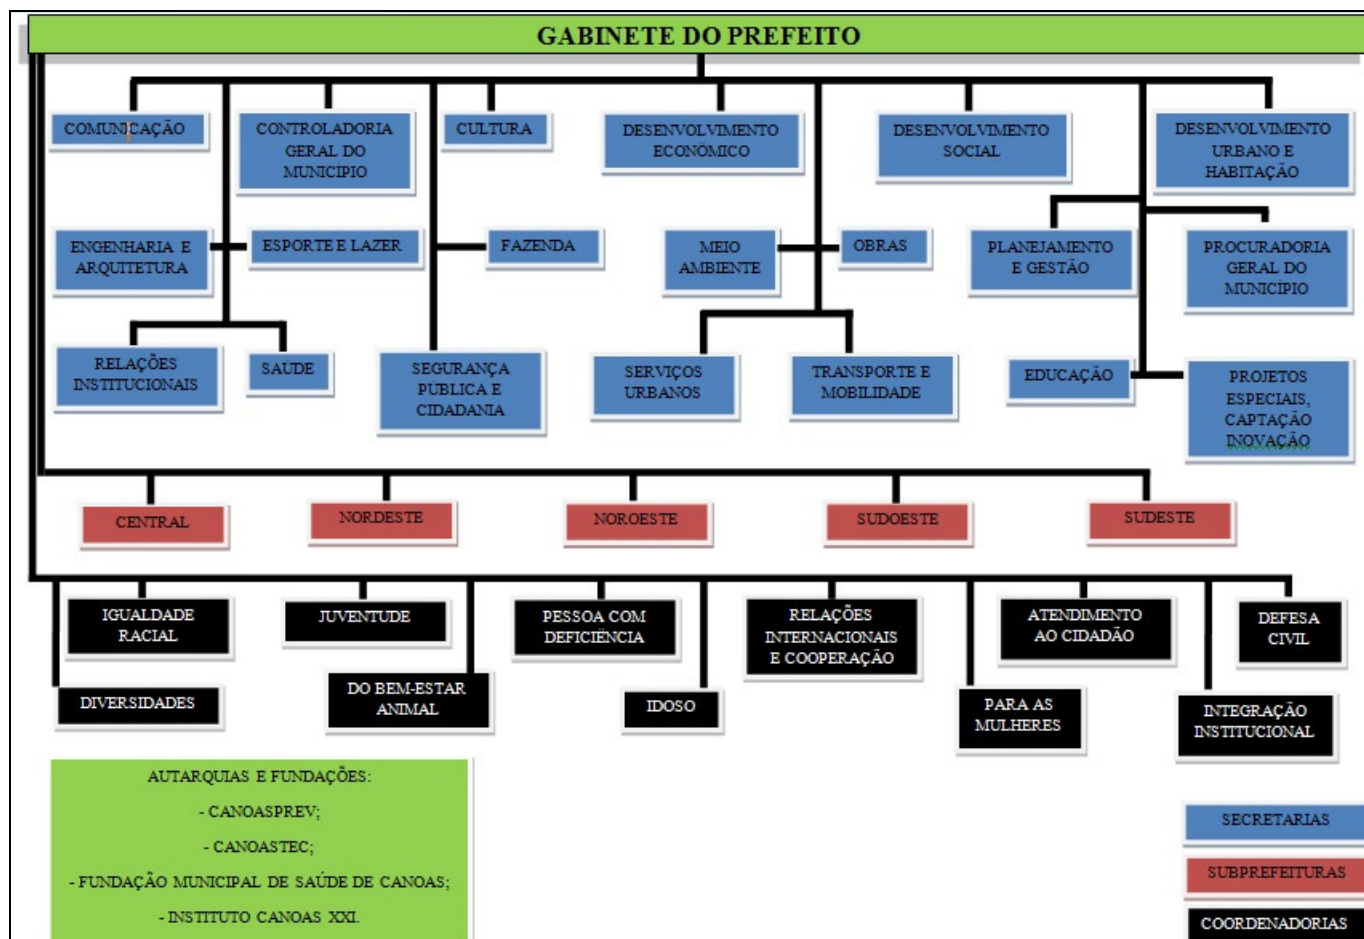 GABINETE DO PREFEITO
COMUNICAÇÃO
CONTROLADORIA
GERAL DO
MUNICÍPIO
CULTURA
DESENVOLVIMENTO
ECONÔMICO
DESENVOLVIMENTO
SOCIAL
DESENVOLVIMENTO
URBANO E
HABITAÇÃO
ENGENHARIA E
ARQUITETURA
ESPORTE E LAZER
FAZENDA
MEIO
AMBIENTE
OBRAS
PLANEJAMENTO
E GESTÃO
PROCURADORIA
GERAL DO
MUNICÍPIO
RELAÇÕES
INSTITUCIONAIS
SAÚDE
SEGURANÇA
PÚBLICA E
CIDADANIA
SERVIÇOS
URBANOS
TRANSPORTE E
MOBILIDADE
EDUCAÇÃO
PROJETOS
ESPECIAIS,
CAPTAÇÃO
INOVAÇÃO
CENTRAL
NORDESTE
NOROESTE
SUDOESTE
SUDESTE
IGUALDADE
RACIAL
JUVENTUDE
PESSOA COM
DEFICIÊNCIA
RELAÇÕES
INTERNACIONAIS
E COOPERAÇÃO
ATENDIMENTO
AO CIDADÃO
DEFESA
CIVIL
DIVERSIDADES
DO BEM-ESTAR
ANIMAL
IDOSO
PARA AS
MULHERES
INTEGRAÇÃO
INSTITUCIONAL
AUTARQUIAS E FUNDAÇÕES:
- CANOASPREV;
- CANOASTEC;
- FUNDAÇÃO MUNICIPAL DE SAÚDE DE CANOAS;
- INSTITUTO CANOAS XXI.
SECRETARIAS
SUBPREFEITURAS
COORDENADORIAS